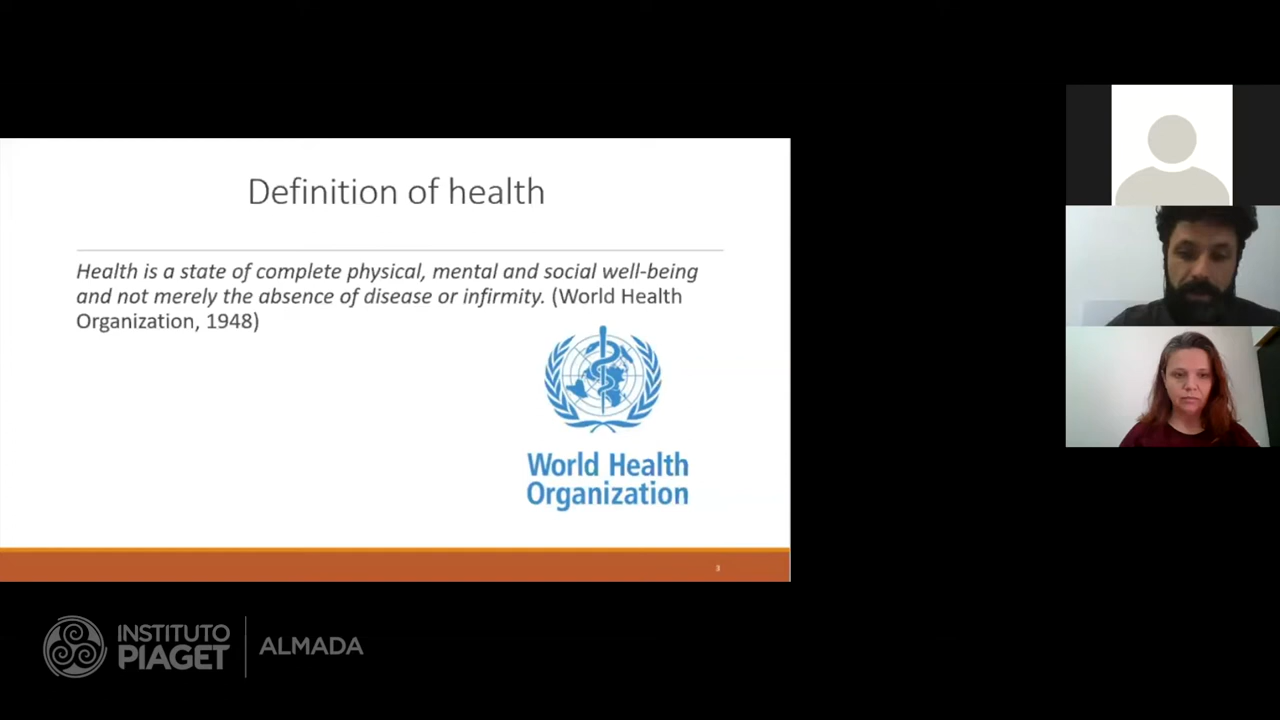 Definition of health
Health is a state of complete physical, mental and social well-being
and not merely the absence of disease or infirmity. (World Health
Organization, 1948)
World Health
Organization
3
INSTITUTO
PIAGET
ALMADA